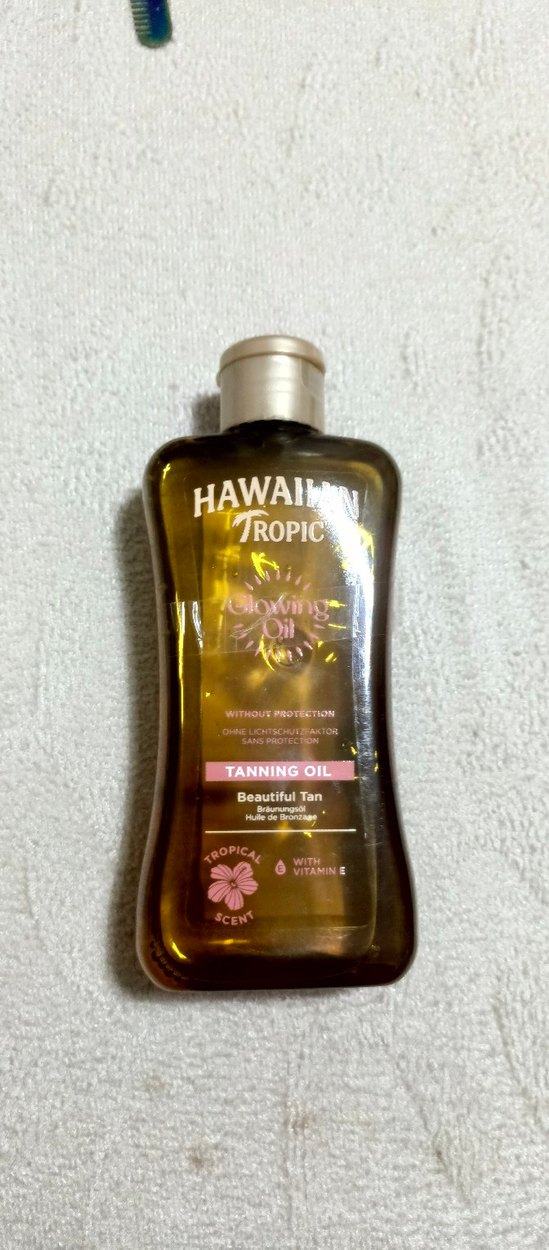 HAWAIIAN
TROPIC
Glowing
Oil
WITHOUT PROTECTION
OHNE LICHTSCHUTZFAKTOR
SANS PROTECTION
TANNING OIL
Beautiful Tan
Bräunungsöl
Huile de Bronzage
TROPICAL
SCENT
E
WITH
VITAMIN E